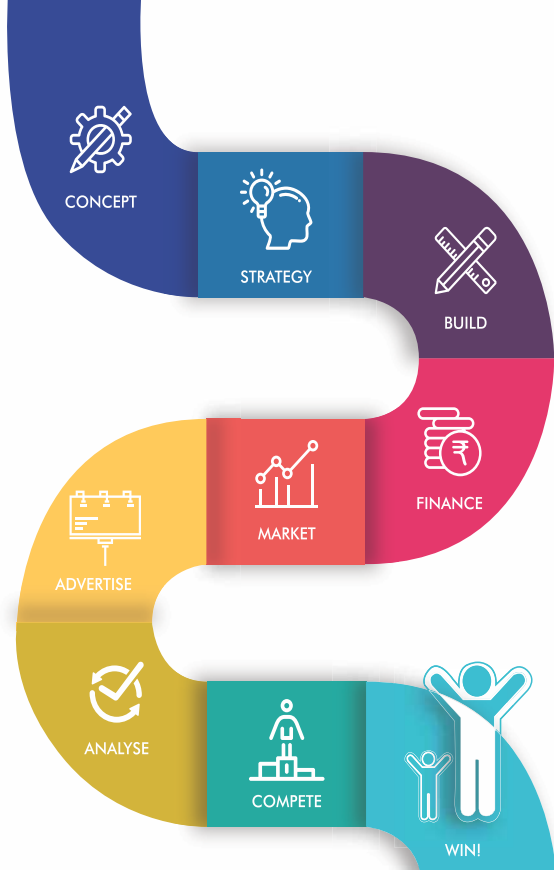 CONCEPT
STRATEGY
BUILD
FINANCE
₹
MARKET
ADVERTISE
ANALYSE
COMPETE
WIN!